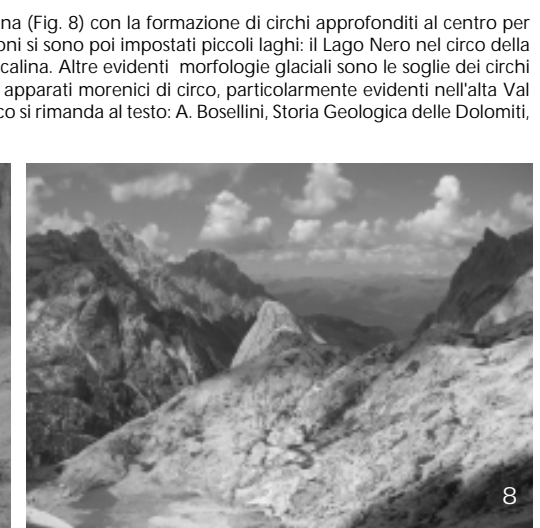 na (Fig. 8) con la formazione di circhi approfonditi al centro per
oni si sono poi impostati piccoli laghi: il Lago Nero nel circo della
calina. Altre evidenti morfologie glaciali sono le soglie dei circhi
apparati morenici di circo, particolarmente evidenti nell'alta Val
co si rimanda al testo: A. Bosellini, Storia Geologica delle Dolomiti,
8